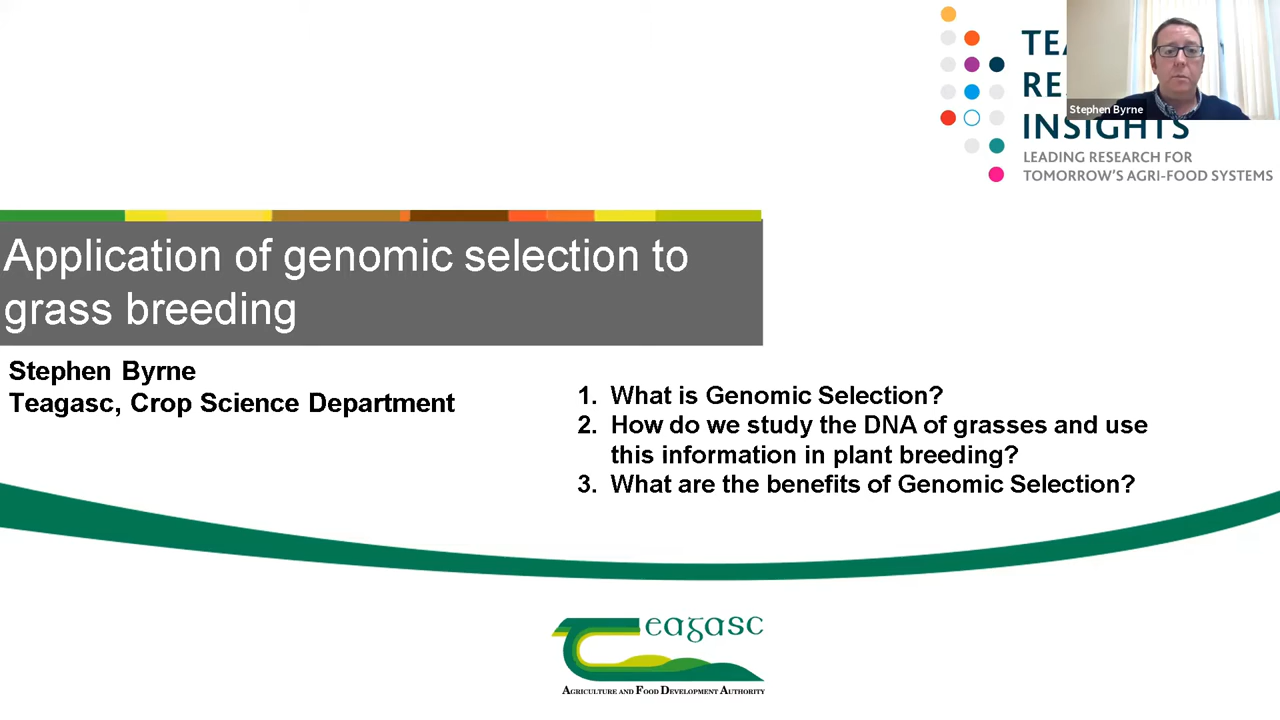 TEA
RES
INSIGHTS
LEADING RESEARCH FOR
TOMORROW'S AGRI-FOOD SYSTEMS
Stephen Byrne
Application of genomic selection to
grass breeding
Stephen Byrne
Teagasc, Crop Science Department
1. What is Genomic Selection?
2. How do we study the DNA of grasses and use
this information in plant breeding?
3. What are the benefits of Genomic Selection?
Teagasc
AGRICULTURE AND FOOD DEVELOPMENT AUTHORITY